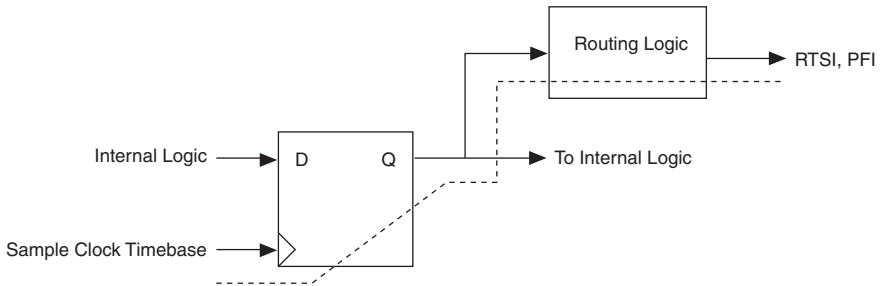 Routing Logic
RTSI, PFI
Internal Logic
D
Q
To Internal Logic
Sample Clock Timebase